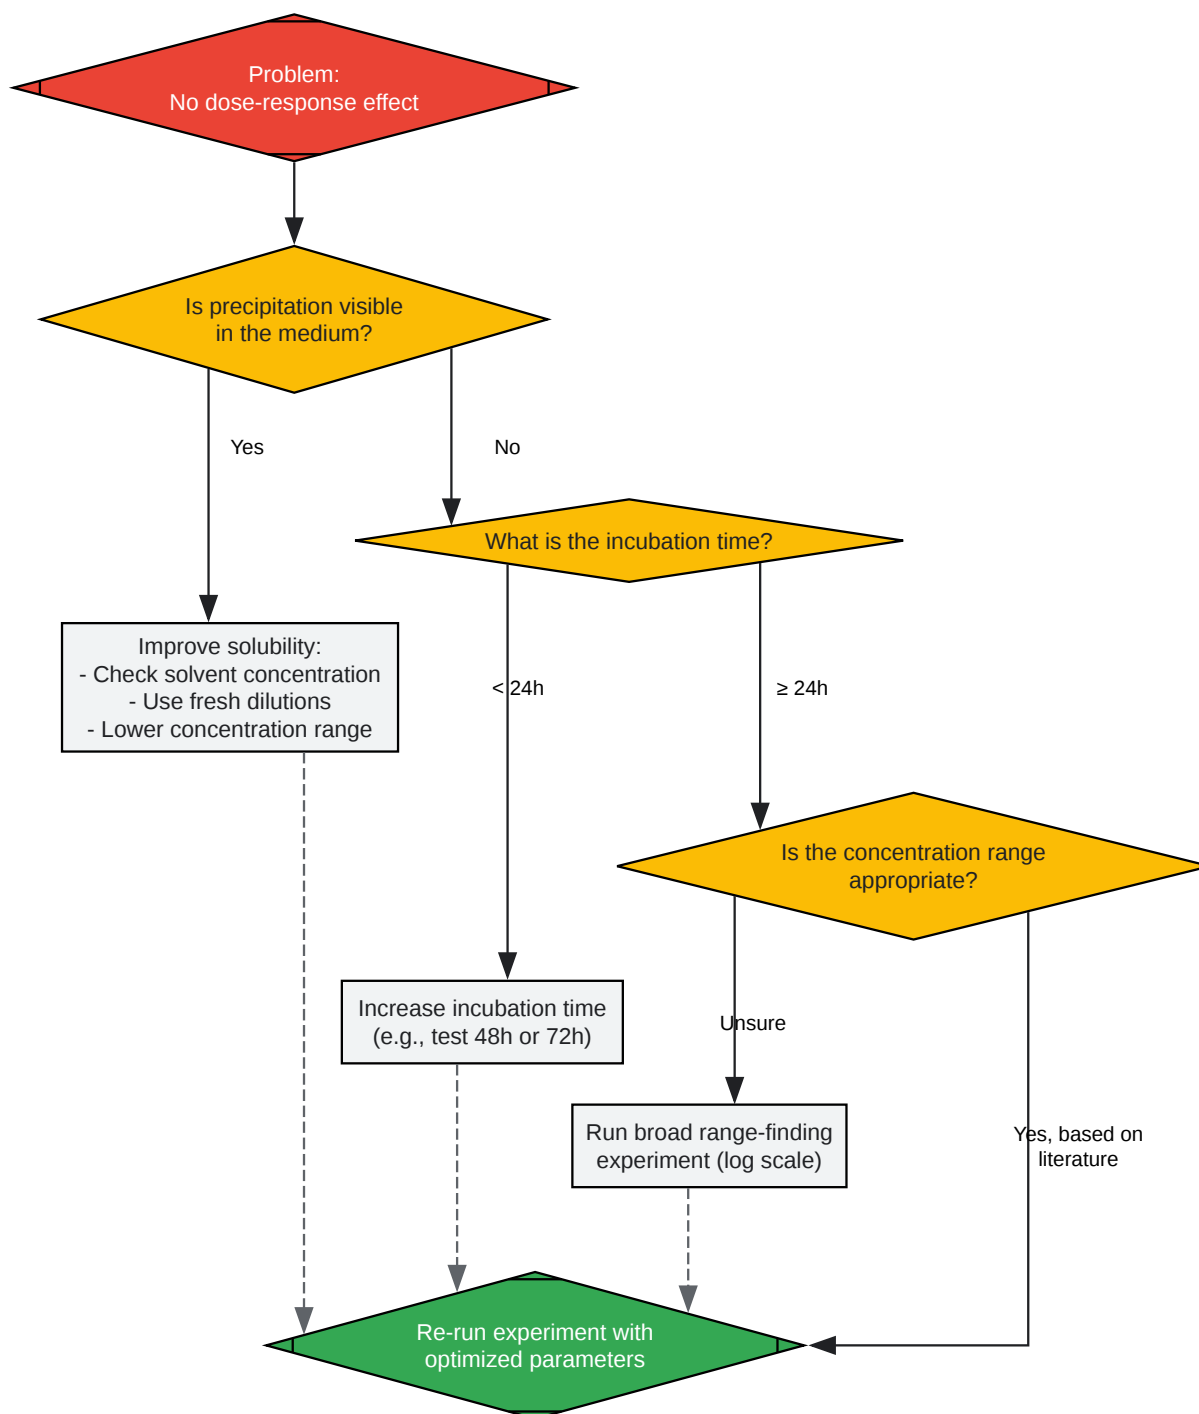 Problem:
No dose-response effect
Is precipitation visible
in the medium?
Yes
No
What is the incubation time?
Improve solubility:
- Check solvent concentration
- Use fresh dilutions
- Lower concentration range
< 24h
≥ 24h
Is the concentration range
appropriate?
Increase incubation time
(e.g., test 48h or 72h)
Unsure
Run broad range-finding
experiment (log scale)
Yes, based on
literature
Re-run experiment with
optimized parameters